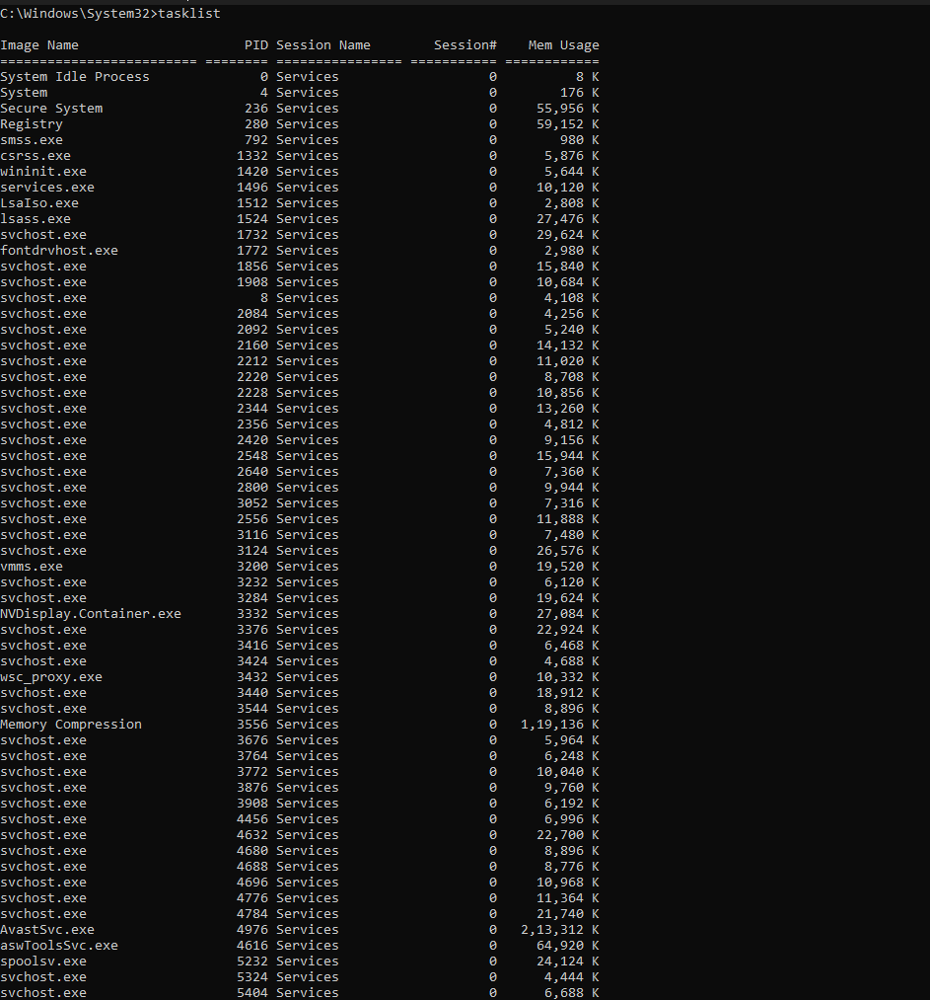 C:\Windows\System32>tasklist
Image Name                     PID Session Name        Session#    Mem Usage
========================= ======== ================ =========== ============
System Idle Process              0 Services                   0          8 K
System                           4 Services                   0        176 K
Secure System                  236 Services                   0     55,956 K
Registry                       280 Services                   0     59,152 K
smss.exe                       792 Services                   0        980 K
csrss.exe                     1332 Services                   0      5,876 K
wininit.exe                   1420 Services                   0      5,644 K
services.exe                  1496 Services                   0     10,120 K
LsaIso.exe                    1512 Services                   0      2,808 K
lsass.exe                     1524 Services                   0     27,476 K
svchost.exe                   1732 Services                   0     29,624 K
fontdrvhost.exe               1772 Services                   0      2,980 K
svchost.exe                   1856 Services                   0     15,840 K
svchost.exe                   1908 Services                   0     10,684 K
svchost.exe                      8 Services                   0      4,108 K
svchost.exe                   2084 Services                   0      4,256 K
svchost.exe                   2092 Services                   0      5,240 K
svchost.exe                   2160 Services                   0     14,132 K
svchost.exe                   2212 Services                   0     11,020 K
svchost.exe                   2220 Services                   0      8,708 K
svchost.exe                   2228 Services                   0     10,856 K
svchost.exe                   2344 Services                   0     13,260 K
svchost.exe                   2356 Services                   0      4,812 K
svchost.exe                   2420 Services                   0      9,156 K
svchost.exe                   2548 Services                   0     15,944 K
svchost.exe                   2640 Services                   0      7,360 K
svchost.exe                   2800 Services                   0      9,944 K
svchost.exe                   3052 Services                   0      7,316 K
svchost.exe                   2556 Services                   0     11,888 K
svchost.exe                   3116 Services                   0      7,480 K
svchost.exe                   3124 Services                   0     26,576 K
vmms.exe                      3200 Services                   0     19,520 K
svchost.exe                   3232 Services                   0      6,120 K
svchost.exe                   3284 Services                   0     19,624 K
NVDisplay.Container.exe       3332 Services                   0     27,084 K
svchost.exe                   3376 Services                   0     22,924 K
svchost.exe                   3416 Services                   0      6,468 K
svchost.exe                   3424 Services                   0      4,688 K
wsc_proxy.exe                 3432 Services                   0     10,332 K
svchost.exe                   3440 Services                   0     18,912 K
svchost.exe                   3544 Services                   0      8,896 K
Memory Compression            3556 Services                   0   1,19,136 K
svchost.exe                   3676 Services                   0      5,964 K
svchost.exe                   3764 Services                   0      6,248 K
svchost.exe                   3772 Services                   0     10,040 K
svchost.exe                   3876 Services                   0      9,760 K
svchost.exe                   3908 Services                   0      6,192 K
svchost.exe                   4456 Services                   0      6,996 K
svchost.exe                   4632 Services                   0     22,700 K
svchost.exe                   4680 Services                   0      8,896 K
svchost.exe                   4688 Services                   0      8,776 K
svchost.exe                   4696 Services                   0     10,968 K
svchost.exe                   4776 Services                   0     11,364 K
svchost.exe                   4784 Services                   0     21,740 K
AvastSvc.exe                  4976 Services                   0   2,13,312 K
aswToolsSvc.exe               4616 Services                   0     64,920 K
spoolsv.exe                   5232 Services                   0     24,124 K
svchost.exe                   5324 Services                   0      4,444 K
svchost.exe                   5404 Services                   0      6,688 K